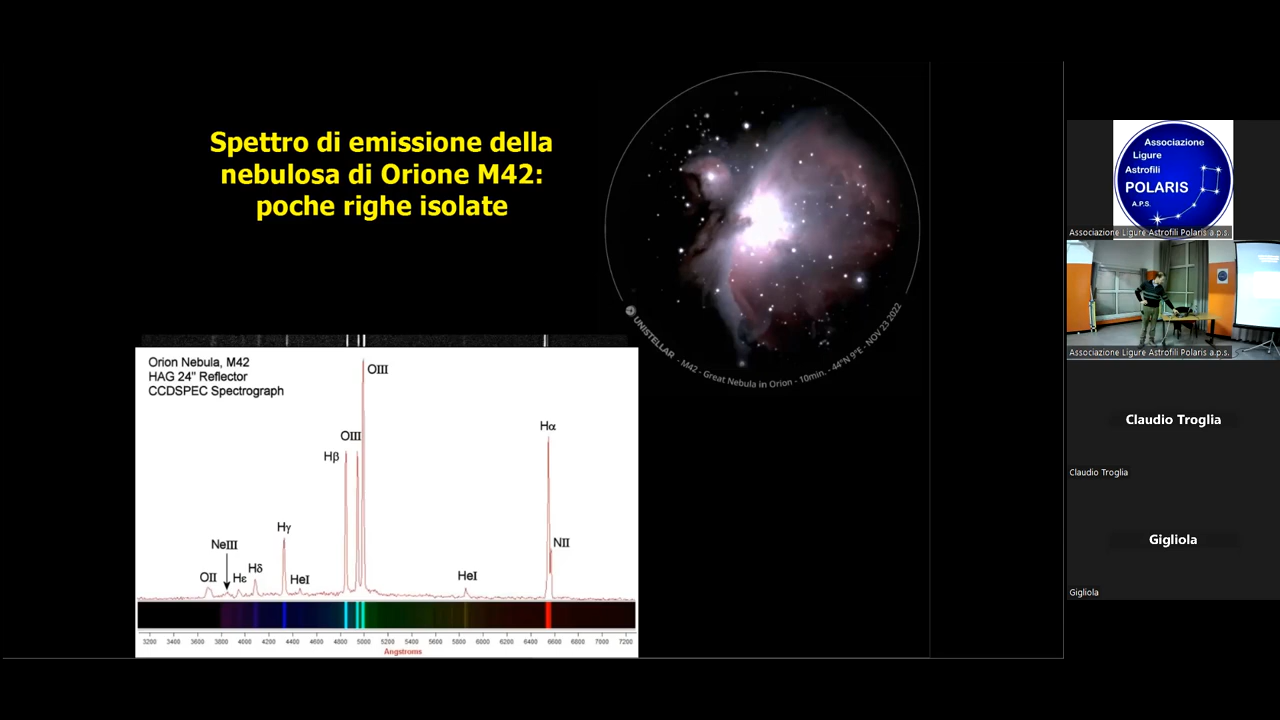 Spettro di emissione della
nebulosa di Orione M42:
poche righe isolate
UNISTELLAR - M42 - Great Nebula in Orion - 10min. - 44°N 9°E - NOV 23 2022
Orion Nebula, M42
HAG 24" Reflector
CCDSPEC Spectrograph
OIII
OIII
Hβ
Hα
Hγ
NII
NeIII
OII
Hε
Hδ
HeI
HeI
3200 3400 3600 3800 4000 4200 4400 4600 4800 5000 5200 5400 5600 5800 6000 6200 6400 6600 6800 7000 7200
Angstroms
Associazione
Ligure
Astrofili
POLARIS
A.P.S.
Associazione Ligure Astrofili Polaris a.p.s.
Associazione Ligure Astrofili Polaris a.p.s.
Claudio Troglia
Claudio Troglia
Gigliola
Gigliola